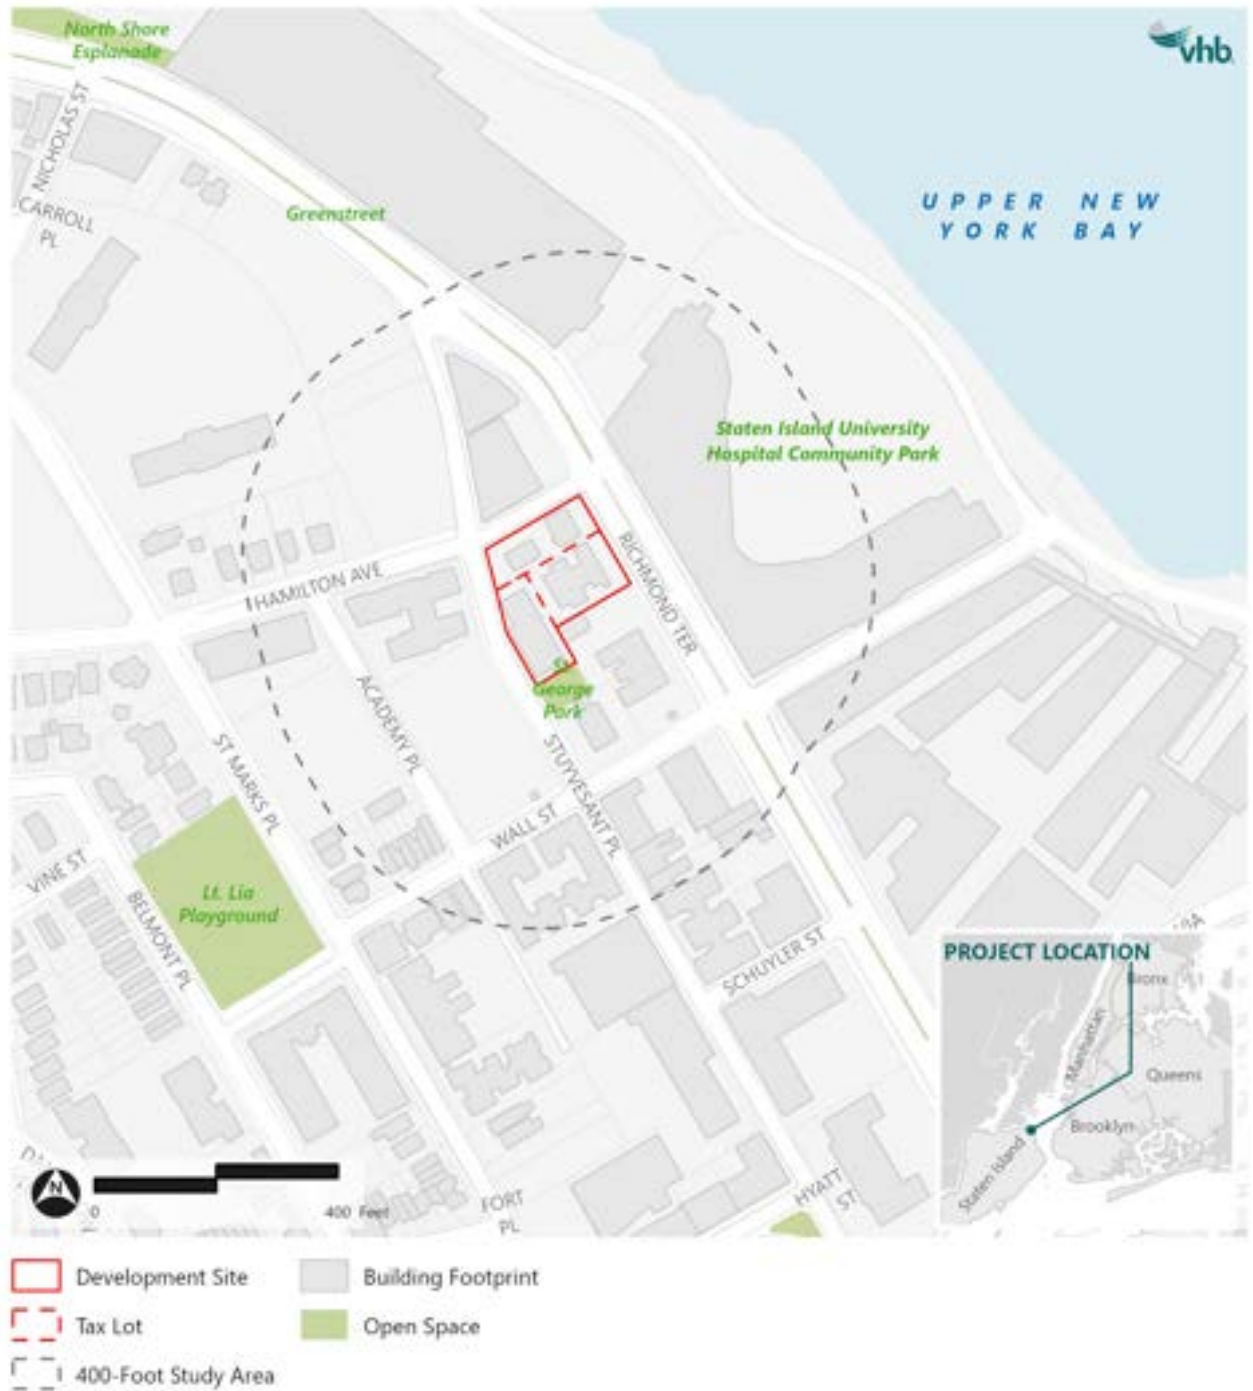 North Shore
Esplanade
vhb
NICHOLAS ST
CARROLL
PL
Greenstreet
UPPER NEW
YORK BAY
Staten Island University
Hospital Community Park
RICHMOND TER
HAMILTON AVE
St
George
Park
ACADEMY PL
STUYVESANT PL
ST MARKS PL
WALL ST
VINE ST
BELMONT PL
Lt. Lia
Playground
SCHUYLER ST
PROJECT LOCATION
Bronx
Manhattan
Queens
Brooklyn
Staten Island
N
0
400 Feet
FORT
PL
HYATT
ST
Development Site
Building Footprint
Tax Lot
Open Space
400-Foot Study Area